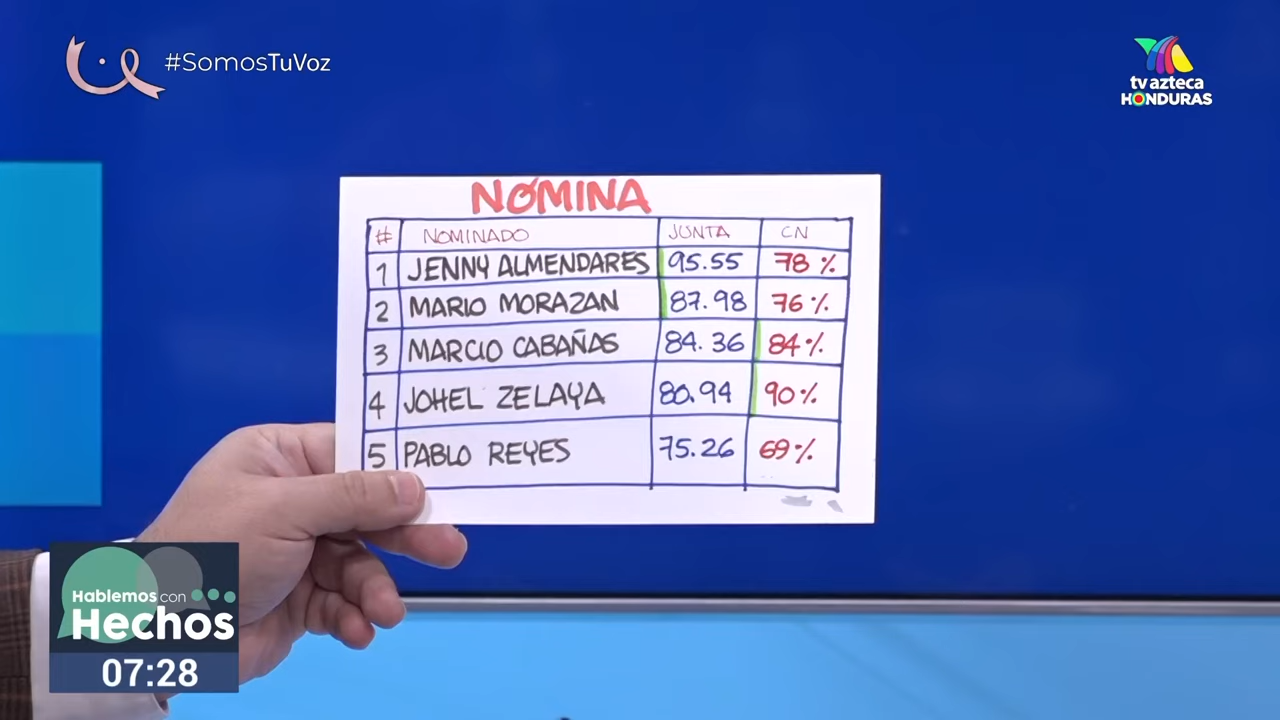 #SomosTuVoz
tv azteca
HONDURAS
NÓMINA
# NOMINADO JUNTA CN
1 JENNY ALMENDARES 95.55 78 %
2 MARIO MORAZAN 87.98 76 %
3 MARCIO CABAÑAS 84.36 84 %
4 JOHEL ZELAYA 80.94 90 %
5 PABLO REYES 75.26 69 %
Hablemos con
Hechos
07:28